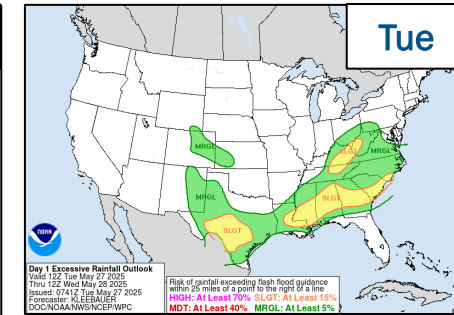 Tue
MRGL
SLGT
MRGL
MRGL
SLGT
SLGT
NOAA
Day 1 Excessive Rainfall Outlook
Valid 12Z Tue May 27 2025
Thru 12Z Wed May 28 2025
Issued: 0741Z Tue May 27 2025
Forecaster: KLEEBAUER
DOC/NOAA/NWS/NCEP/WPC
Risk of rainfall exceeding flash flood guidance
within 25 miles of a point to the right of a line
HIGH: At Least 70% SLGT: At Least 15%
MDT: At Least 40% MRGL: At Least 5%